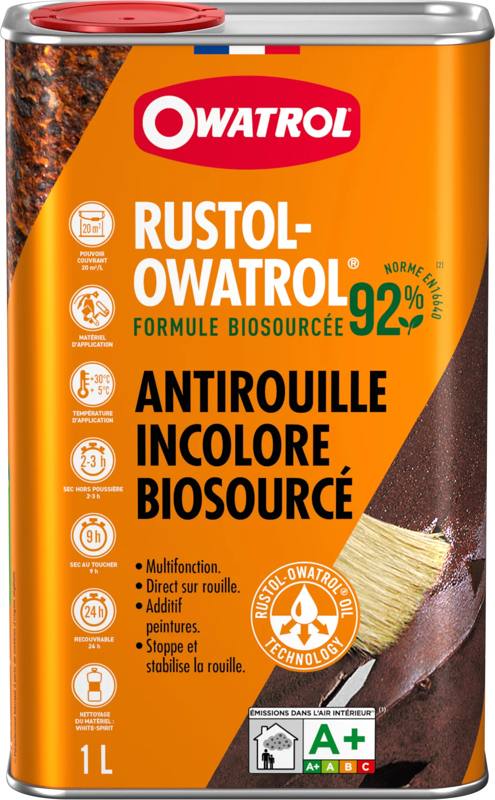 OWATROL
RUSTOL-
OWATROL®
FORMULE BIOSOURCÉE 92%
NORME EN16640 (2)
ANTIROUILLE
INCOLORE
BIOSOURCÉ
20 m²
POUVOIR
COUVRANT
20 m²/L
MATÉRIEL
D'APPLICATION
+30°C
+ 5°C
TEMPÉRATURE
D'APPLICATION
2-3 h
SEC HORS POUSSIÈRE
2-3 h
9 h
SEC AU TOUCHER
9 h
24 h
RECOUVRABLE
24 h
NETTOYAGE
DU MATÉRIEL :
WHITE-SPIRIT
1 L
• Multifonction.
• Direct sur rouille.
• Additif
peintures.
• Stoppe et
stabilise la rouille.
RUSTOL-OWATROL® OIL
TECHNOLOGY
ÉMISSIONS DANS L'AIR INTÉRIEUR* (1)
A+
A+ A B C